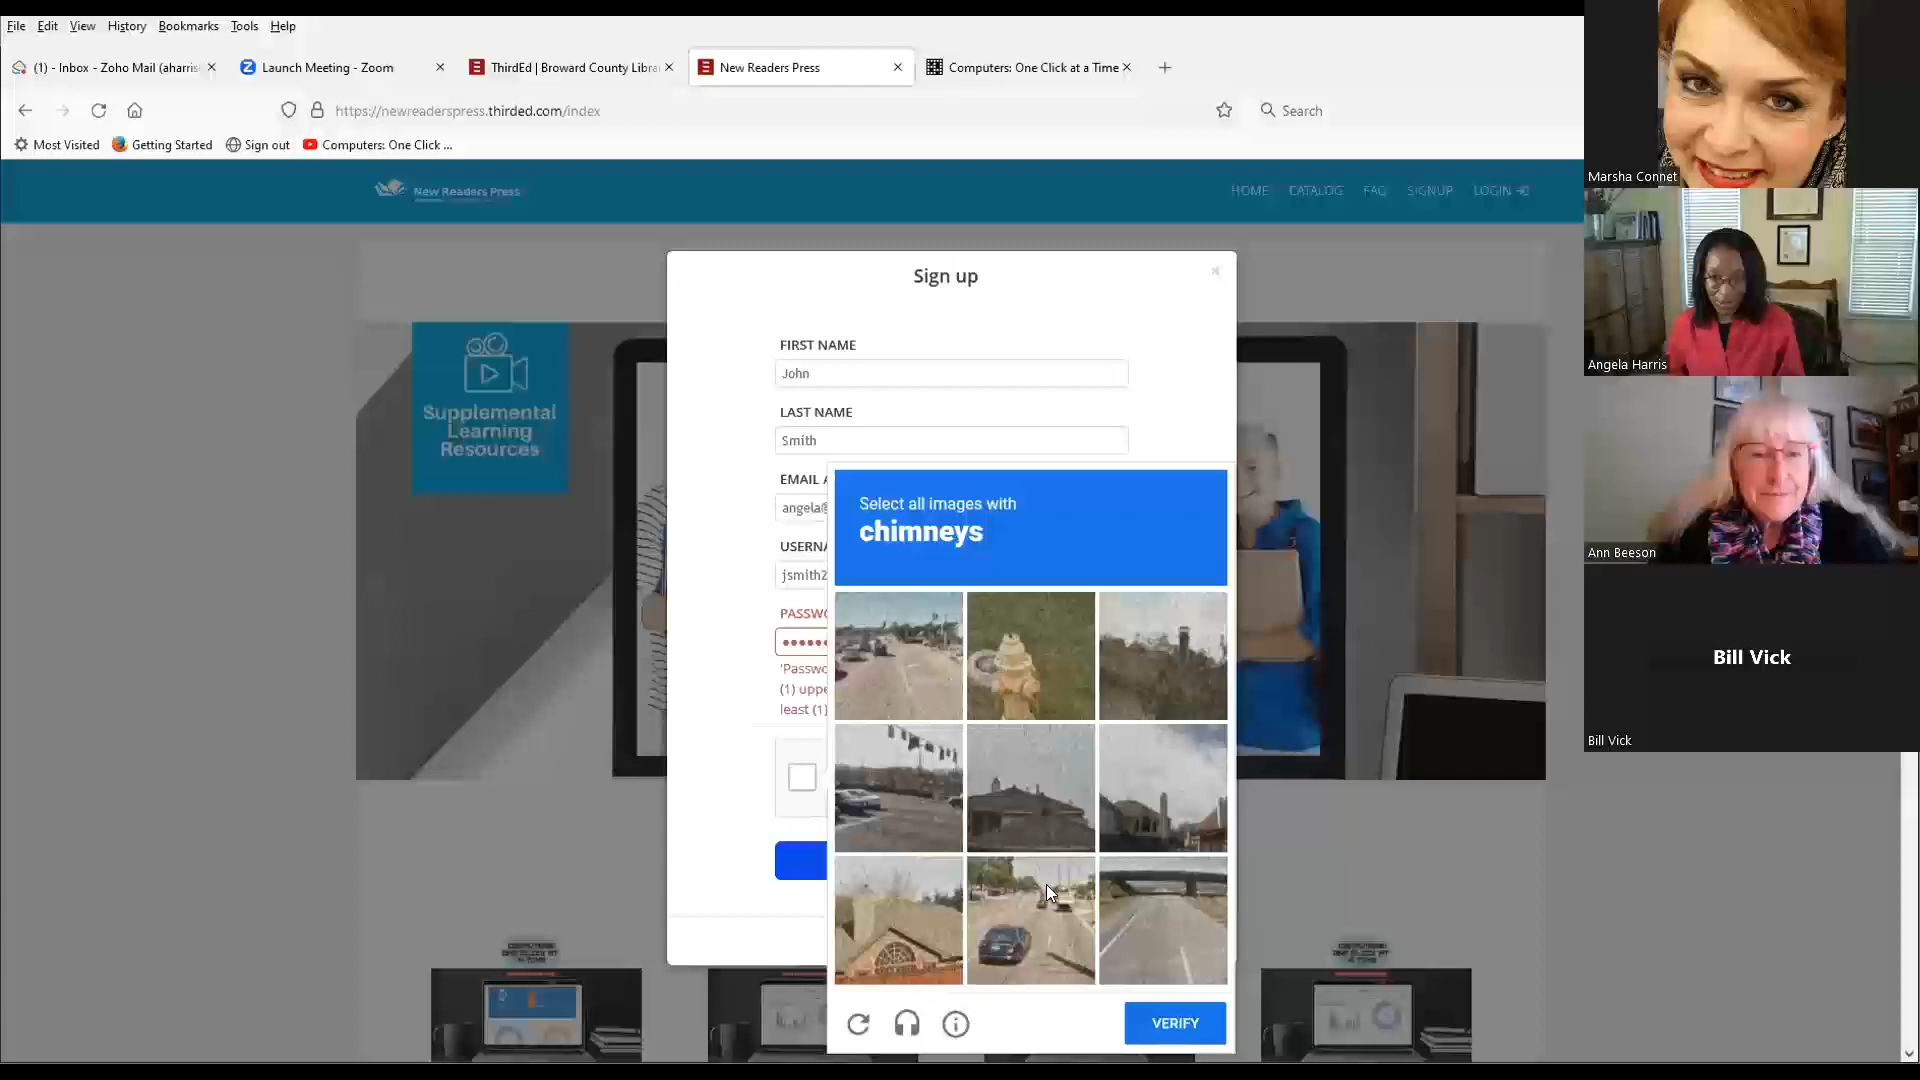 File Edit View History Bookmarks Tools Help
(1) - Inbox - Zoho Mail (aharris
Launch Meeting - Zoom
ThirdEd | Broward County Libra
New Readers Press
Computers: One Click at a Time
https://newreaderspress.thirded.com/index
Search
Most Visited
Getting Started
Sign out
Computers: One Click ...
New Readers Press
HOME CATALOG FAQ SIGNUP LOGIN
Supplemental
Learning
Resources
Sign up
FIRST NAME
John
LAST NAME
Smith
EMAIL A
angela@
USERNA
jsmith2
PASSWO
'Passwo
(1) uppe
least (1)
Select all images with
chimneys
VERIFY
Marsha Connet
Angela Harris
Ann Beeson
Bill Vick
Bill Vick